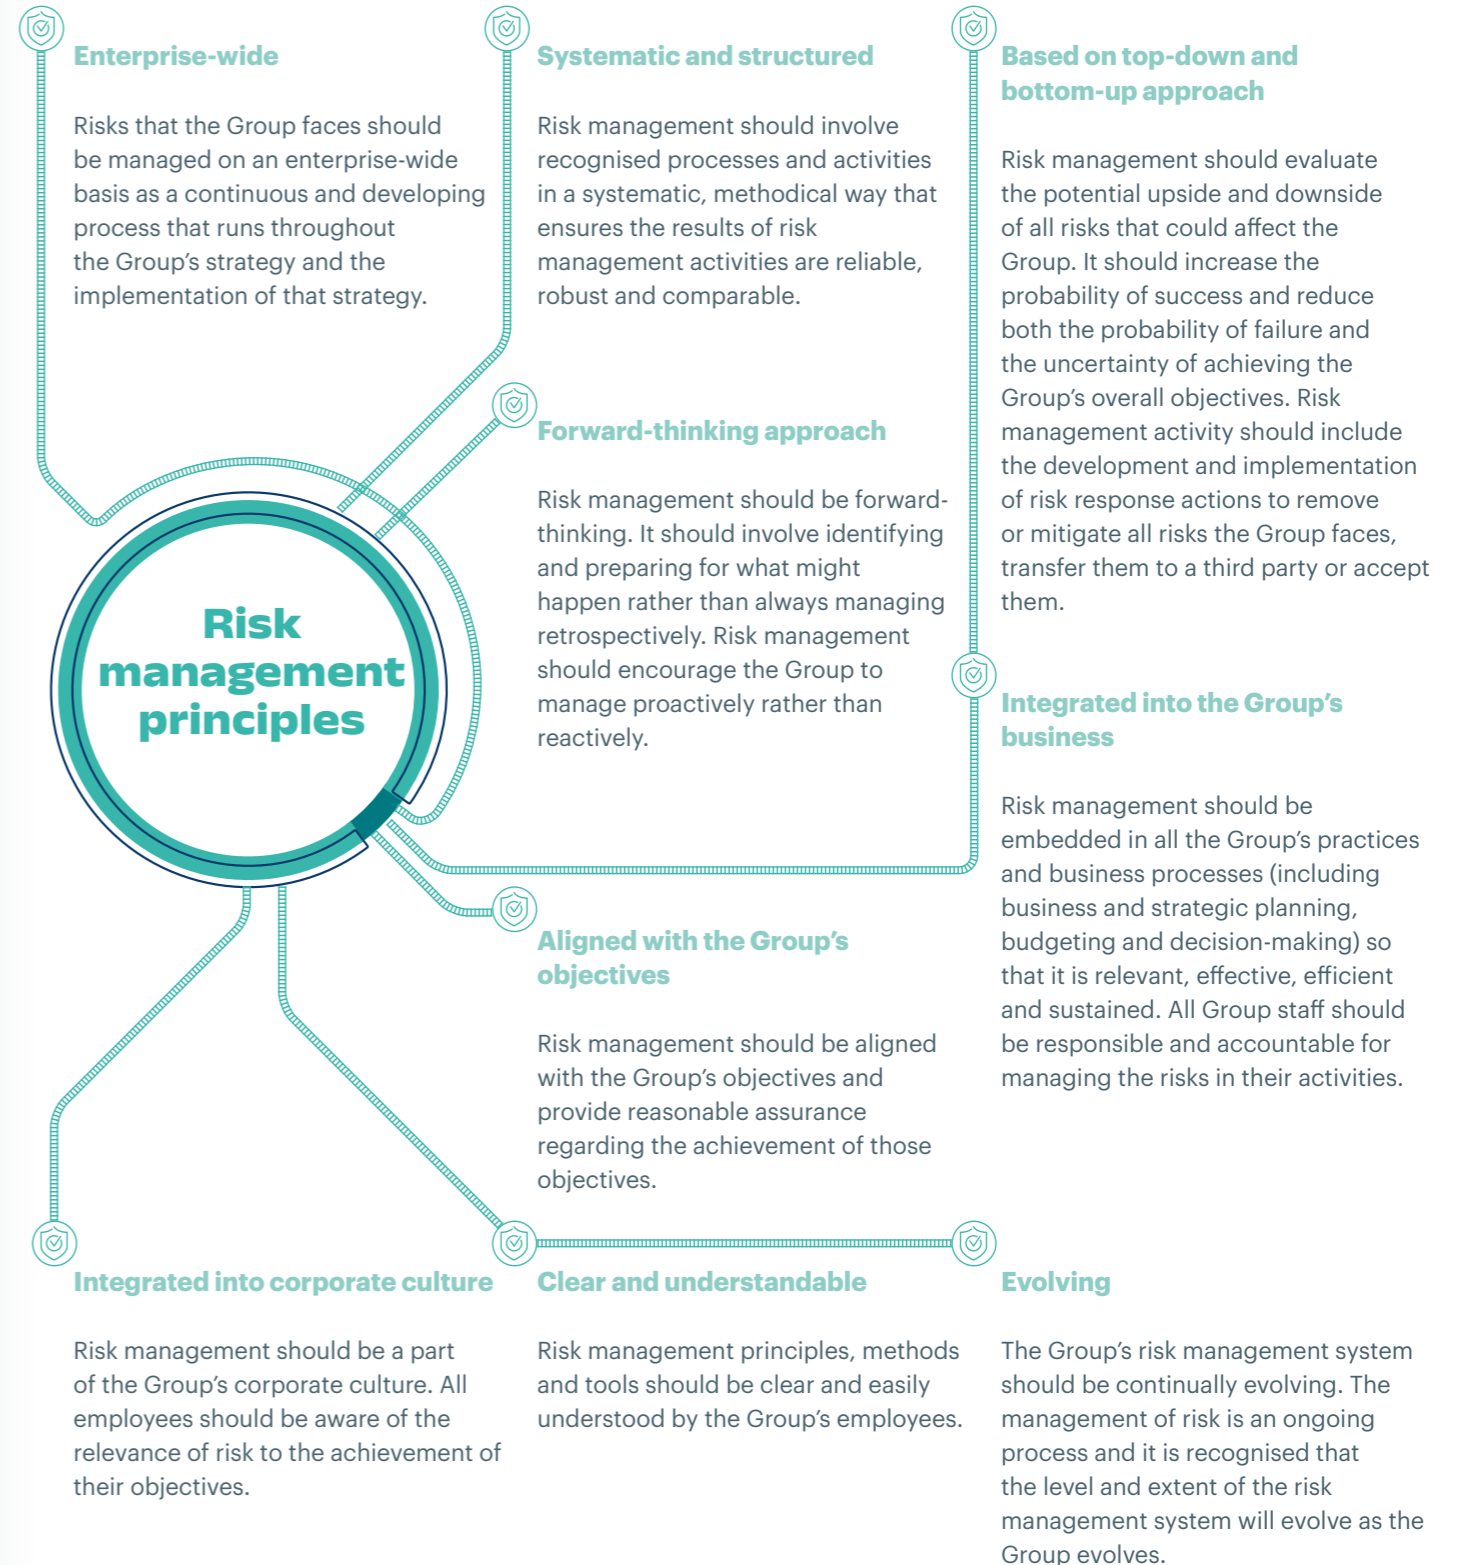 Enterprise-wide
Risks that the Group faces should
be managed on an enterprise-wide
basis as a continuous and developing
process that runs throughout
the Group’s strategy and the
implementation of that strategy.
Systematic and structured
Risk management should involve
recognised processes and activities
in a systematic, methodical way that
ensures the results of risk
management activities are reliable,
robust and comparable.
Based on top-down and
bottom-up approach
Risk management should evaluate
the potential upside and downside
of all risks that could affect the
Group. It should increase the
probability of success and reduce
both the probability of failure and
the uncertainty of achieving the
Group’s overall objectives. Risk
management activity should include
the development and implementation
of risk response actions to remove
or mitigate all risks the Group faces,
transfer them to a third party or accept
them.
Forward-thinking approach
Risk management should be forward-
thinking. It should involve identifying
and preparing for what might
happen rather than always managing
retrospectively. Risk management
should encourage the Group to
manage proactively rather than
reactively.
Risk
management
principles
Integrated into the Group’s
business
Risk management should be
embedded in all the Group’s practices
and business processes (including
business and strategic planning,
budgeting and decision-making) so
that it is relevant, effective, efficient
and sustained. All Group staff should
be responsible and accountable for
managing the risks in their activities.
Aligned with the Group’s
objectives
Risk management should be aligned
with the Group’s objectives and
provide reasonable assurance
regarding the achievement of those
objectives.
Integrated into corporate culture
Risk management should be a part
of the Group’s corporate culture. All
employees should be aware of the
relevance of risk to the achievement of
their objectives.
Clear and understandable
Risk management principles, methods
and tools should be clear and easily
understood by the Group’s employees.
Evolving
The Group’s risk management system
should be continually evolving. The
management of risk is an ongoing
process and it is recognised that
the level and extent of the risk
management system will evolve as the
Group evolves.